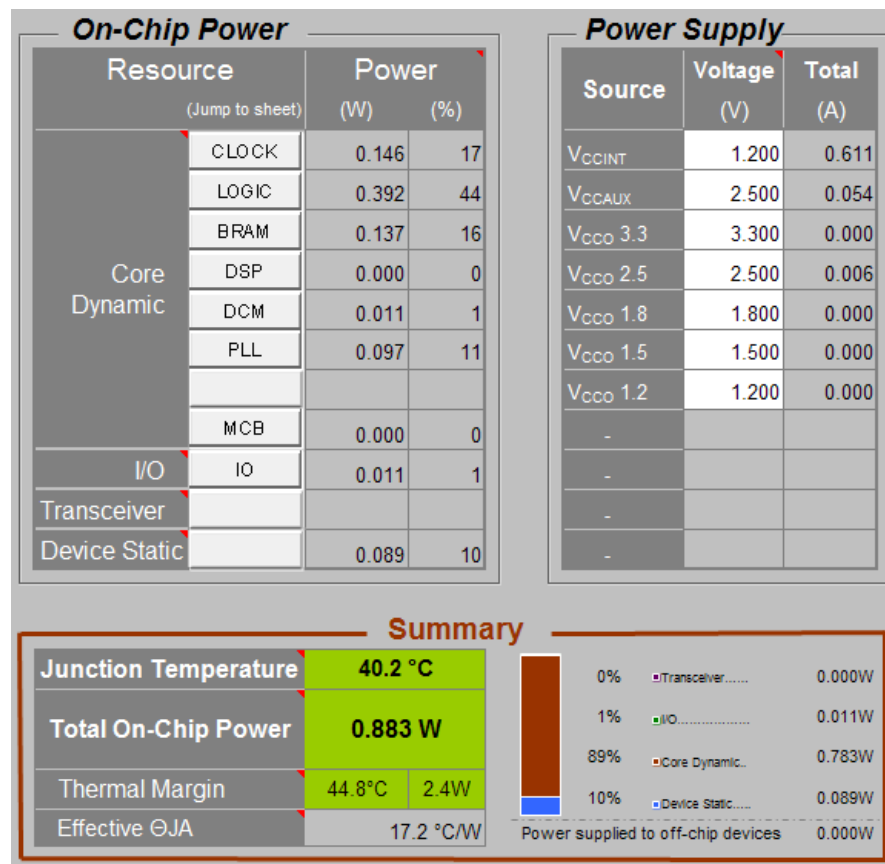 On-Chip Power
Resource Power
(Jump to sheet) (W) (%)
Core Dynamic
CLOCK 0.146 17
LOGIC 0.392 44
BRAM 0.137 16
DSP 0.000 0
DCM 0.011 1
PLL 0.097 11
MCB 0.000 0
I/O IO 0.011 1
Transceiver
Device Static 0.089 10
Power Supply
Source Voltage Total
(V) (A)
VCCINT 1.200 0.611
VCCAUX 2.500 0.054
VCCO 3.3 3.300 0.000
VCCO 2.5 2.500 0.006
VCCO 1.8 1.800 0.000
VCCO 1.5 1.500 0.000
VCCO 1.2 1.200 0.000
-
-
-
-
Summary
Junction Temperature 40.2 °C
Total On-Chip Power 0.883 W
Thermal Margin 44.8°C 2.4W
Effective ΘJA 17.2 °C/W
0% Transceiver...... 0.000W
1% I/O.................. 0.011W
89% Core Dynamic.. 0.783W
10% Device Static..... 0.089W
Power supplied to off-chip devices 0.000W